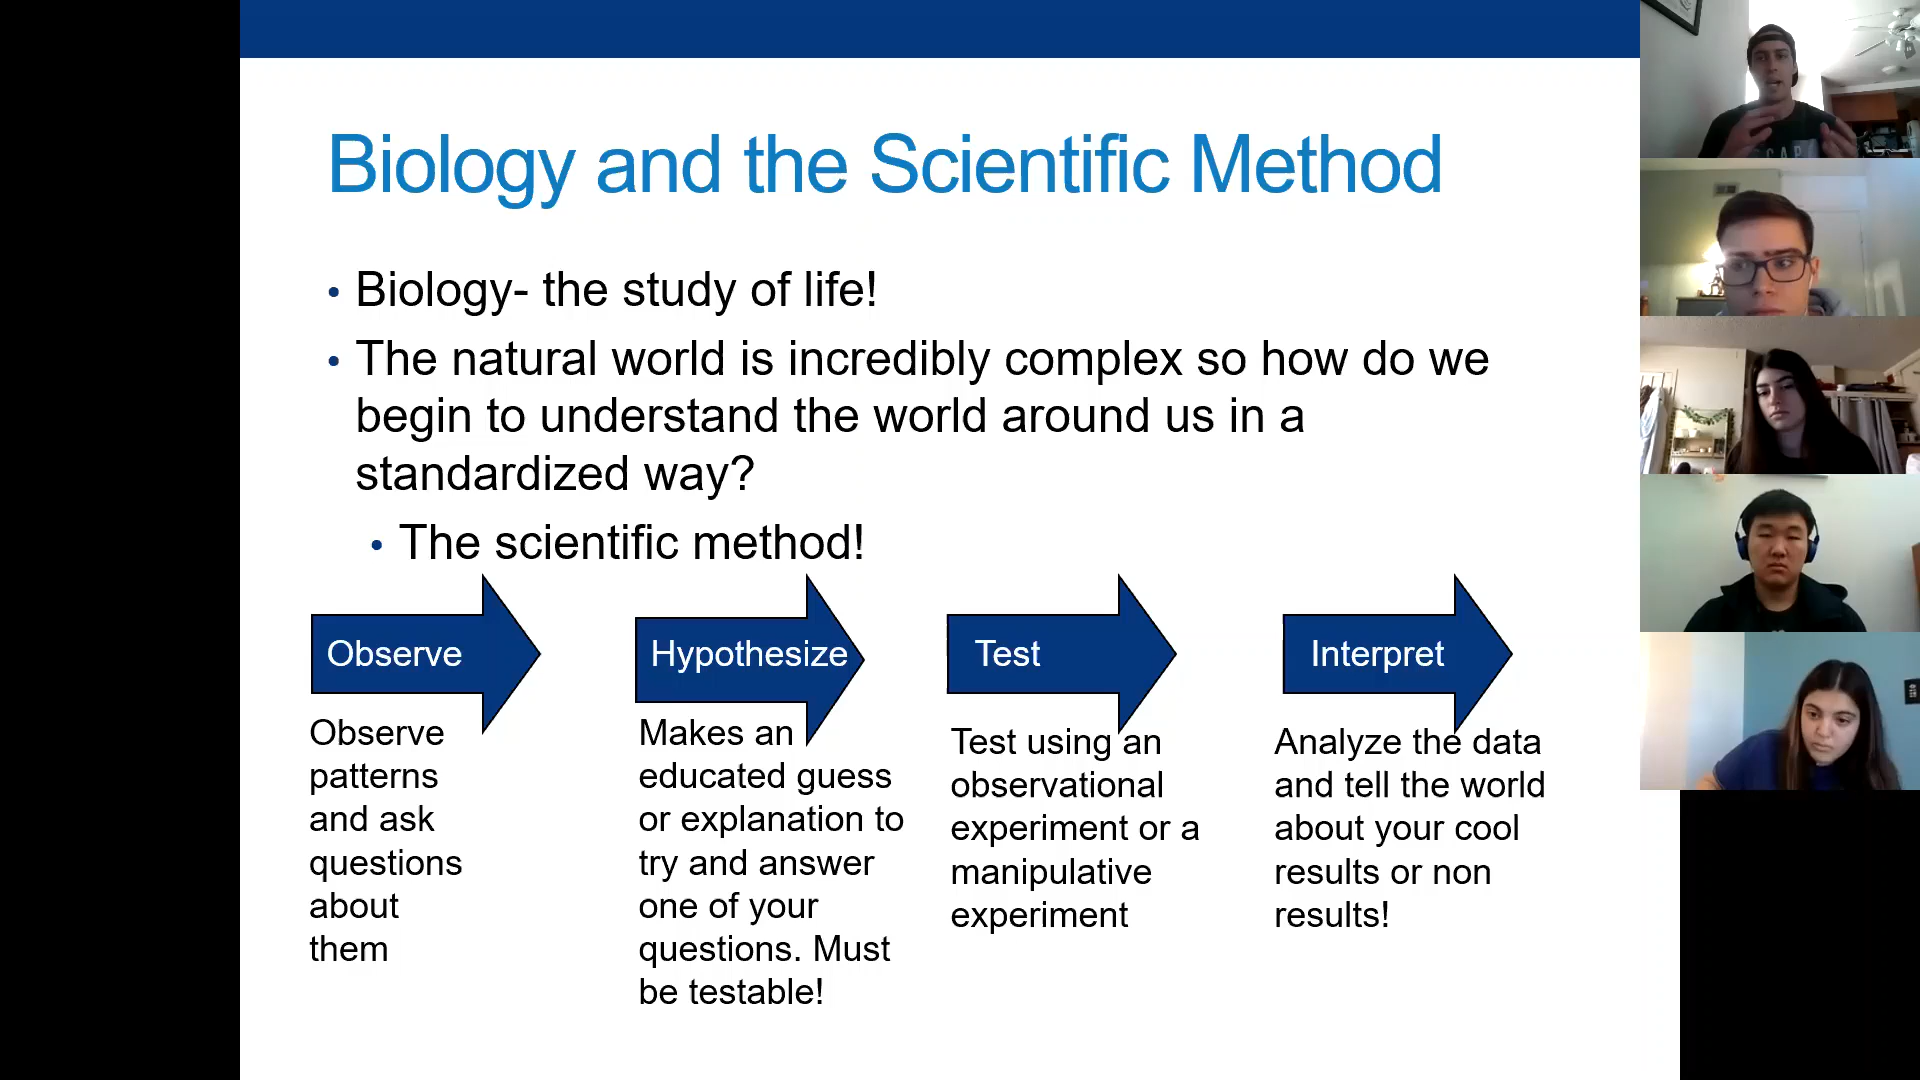 Biology and the Scientific Method
• Biology- the study of life!
• The natural world is incredibly complex so how do we
begin to understand the world around us in a
standardized way?
• The scientific method!
Observe
Hypothesize
Test
Interpret
Observe
patterns
and ask
questions
about
them
Makes an
educated guess
or explanation to
try and answer
one of your
questions. Must
be testable!
Test using an
observational
experiment or a
manipulative
experiment
Analyze the data
and tell the world
about your cool
results or non
results!